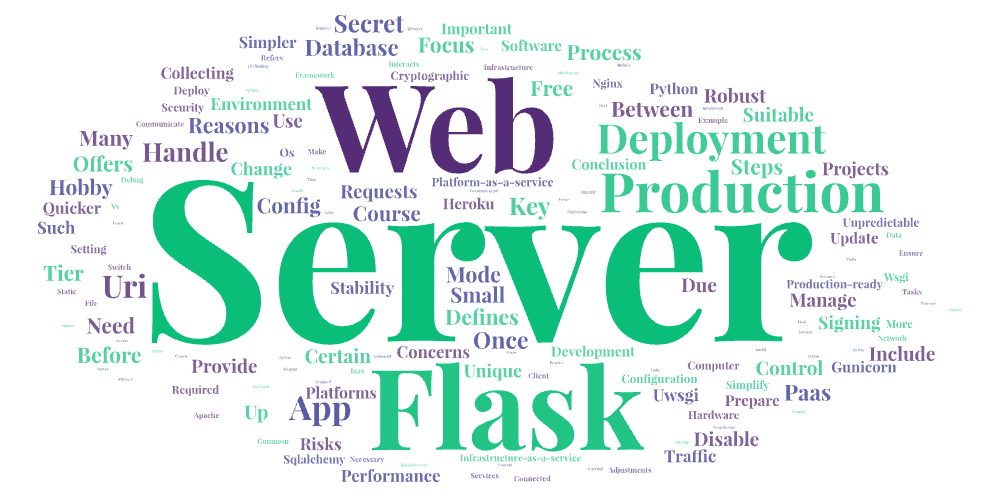 Secret
Simpler
Database
Important
Focus
Software
Process
Refers
Interacts
Infrastructure
Collecting
Framework
Cryptographic
Deploy
Free
Nginx
Python
Robust
Security
Environment
Web
Between
Example
Suitable
Communicate
Reasons
Use
Many
Handle
Os
Make
Deployment
Offers
Change
Conclusion
Steps
Projects
Debug
Hobby
Requests
Platform-as-a-service
Production
Quicker
Vs
Config
Course
Heroku
Key
Such
Server
Unpredictable
Update
Data
Setting
Ensure
Switch
Tier
Static
Uri
File
Stability
Mode
Small
Due
Production-ready
Wsgi
Tasks
Manage
Need
Defines
Once
Signing
More
Network
Before
Certain
Concerns
Development
Include
Provide
Iaas
Unique
Client
Computer
Control
Gunicorn
Flask
Configuration
Simplify
Required
Platforms
Uwsgi
Prepare
Paas
Apache
Up
App
Hardware
Common
Risks
Disable
Sqlalchemy
Necessary
Infrastructure-as-a-service
Traffic
Performance
Services
Connected
Adjustments